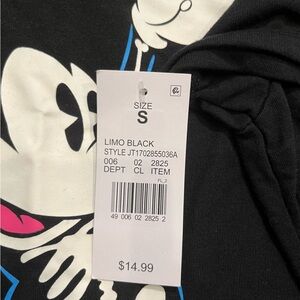 SIZE
S
LIMO BLACK
STYLE JT1702855036A
006 02 2825
DEPT CL ITEM
49 006 02 2825 2
$14.99